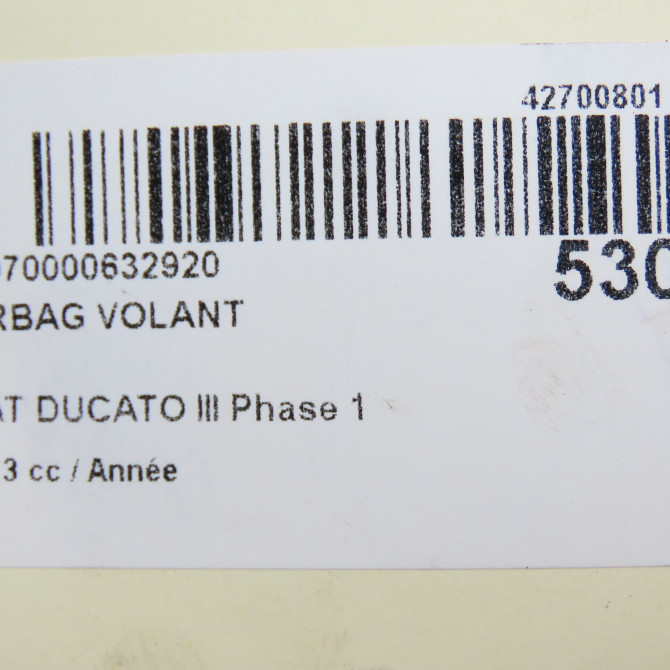 42700801
70000632920
530
RBAG VOLANT
AT DUCATO III Phase 1
3 cc / Année